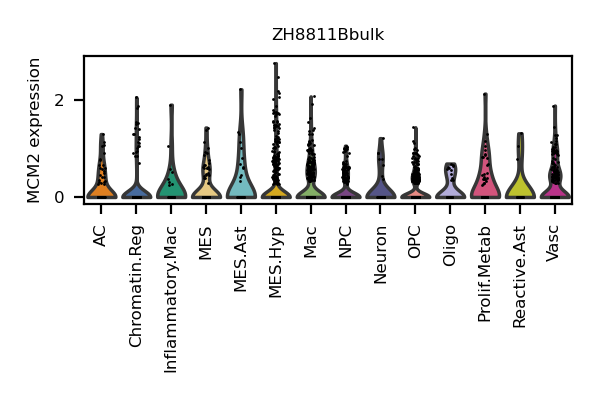 ZH8811Bbulk
MCM2 expression
2
0
AC
Chromatin.Reg
Inflammatory.Mac
MES
MES.Ast
MES.Hyp
Mac
NPC
Neuron
OPC
Oligo
Prolif.Metab
Reactive.Ast
Vasc